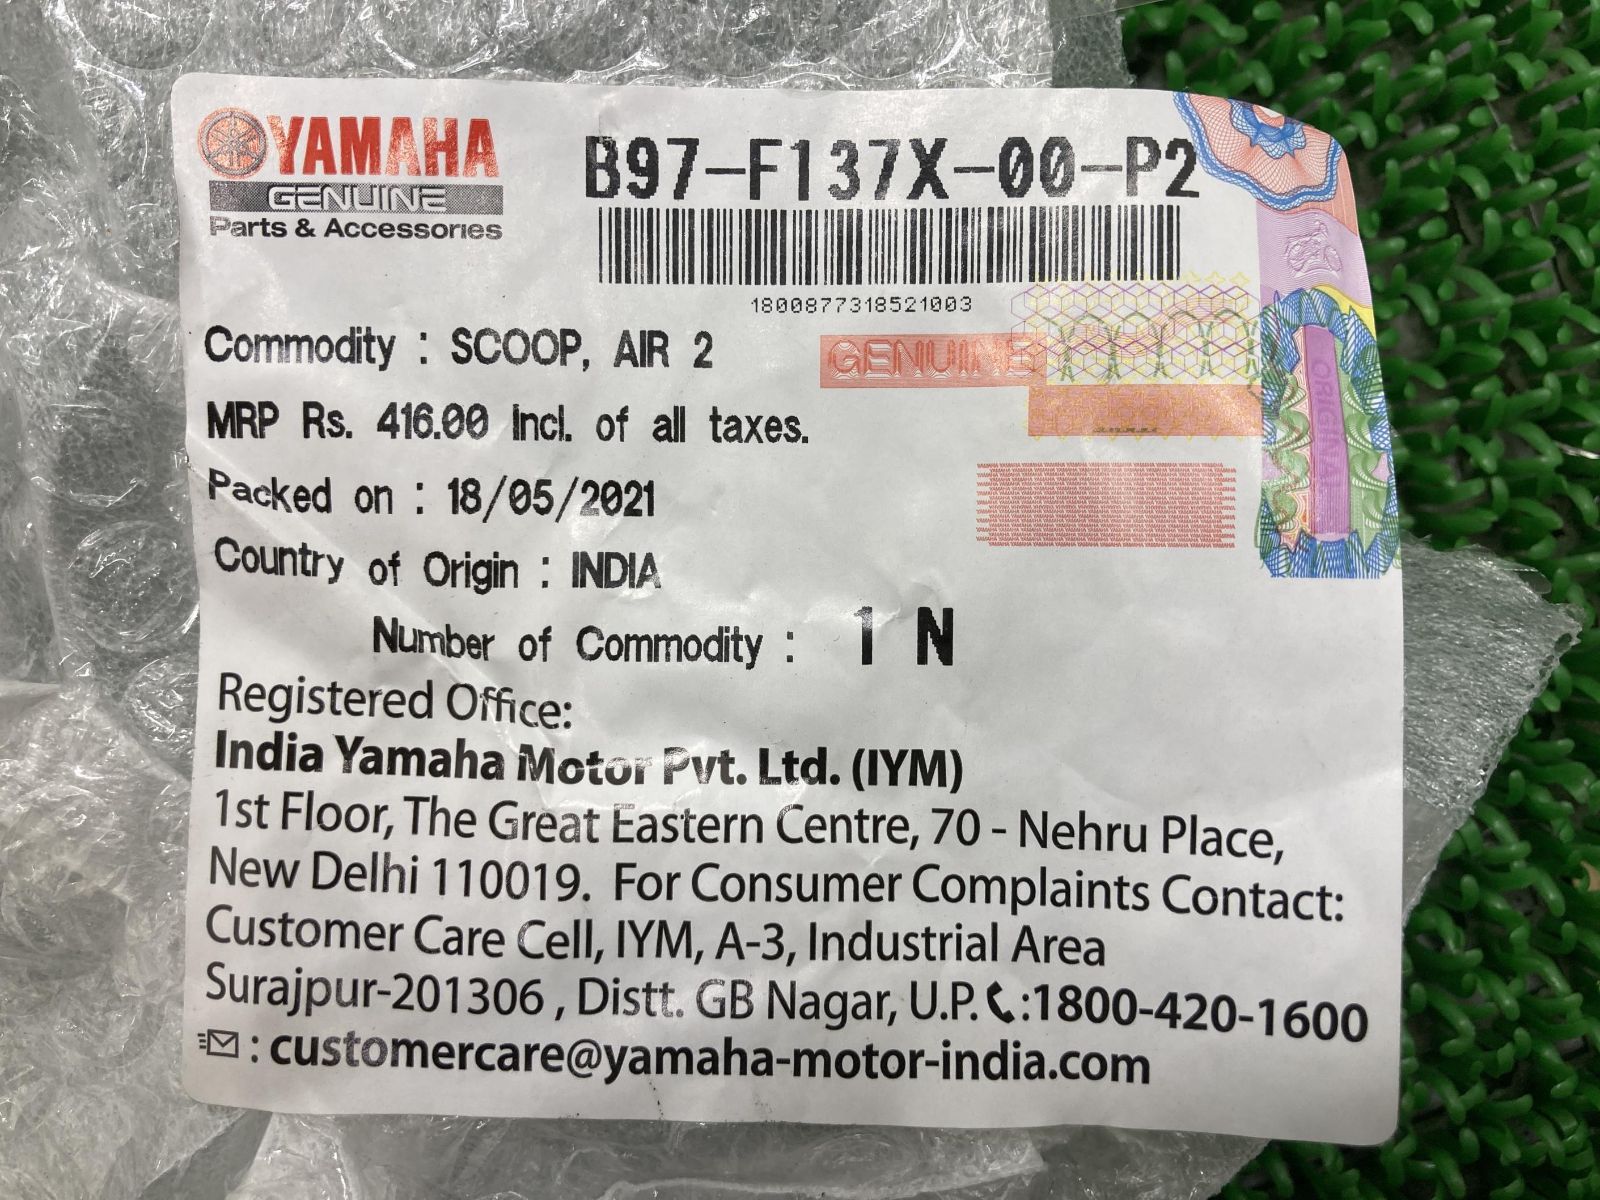 YAMAHA
GENUINE
Parts & Accessories
B97-F137X-00-P2
1800877318521003
Commodity : SCOOP, AIR 2
GENUINE
MRP Rs. 416.00 Incl. of all taxes.
ORIGINAL
Packed on : 18/05/2021
Country of Origin : INDIA
Number of Commodity : 1 N
Registered Office:
India Yamaha Motor Pvt. Ltd. (IYM)
1st Floor, The Great Eastern Centre, 70 - Nehru Place,
New Delhi 110019. For Consumer Complaints Contact:
Customer Care Cell, IYM, A-3, Industrial Area
Surajpur-201306 , Distt. GB Nagar, U.P. :1800-420-1600
: customercare@yamaha-motor-india.com